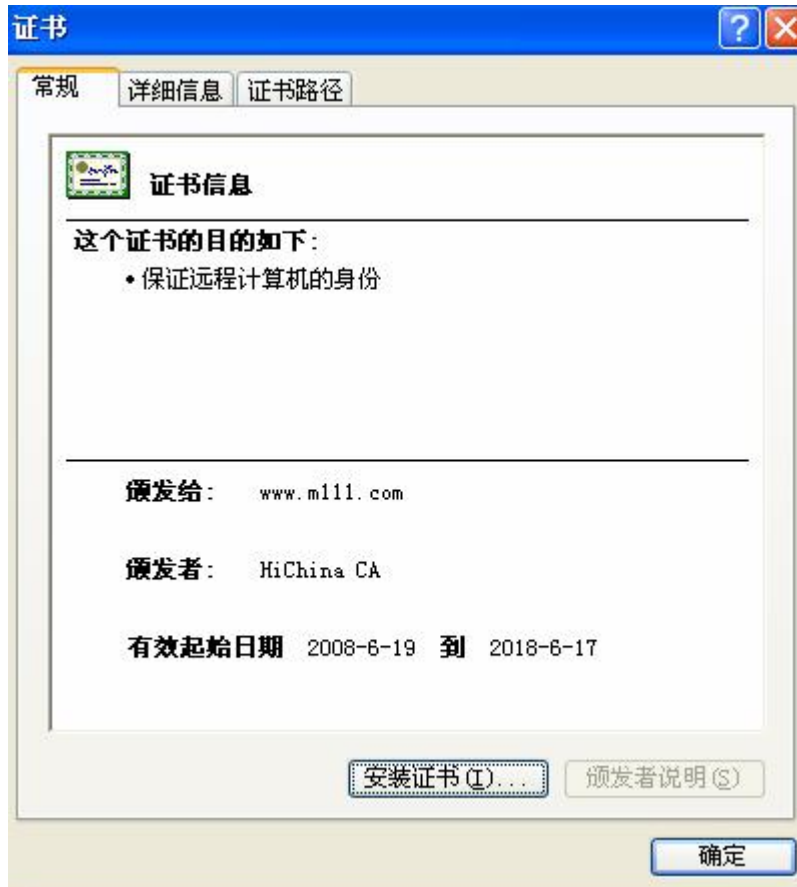 证书
常规 详细信息 证书路径
证书信息
这个证书的目的如下:
•保证远程计算机的身份
颁发给: www.m111.com
颁发者: HiChina CA
有效起始日期 2008-6-19 到 2018-6-17
安装证书(I)... 颁发者说明(S)
确定